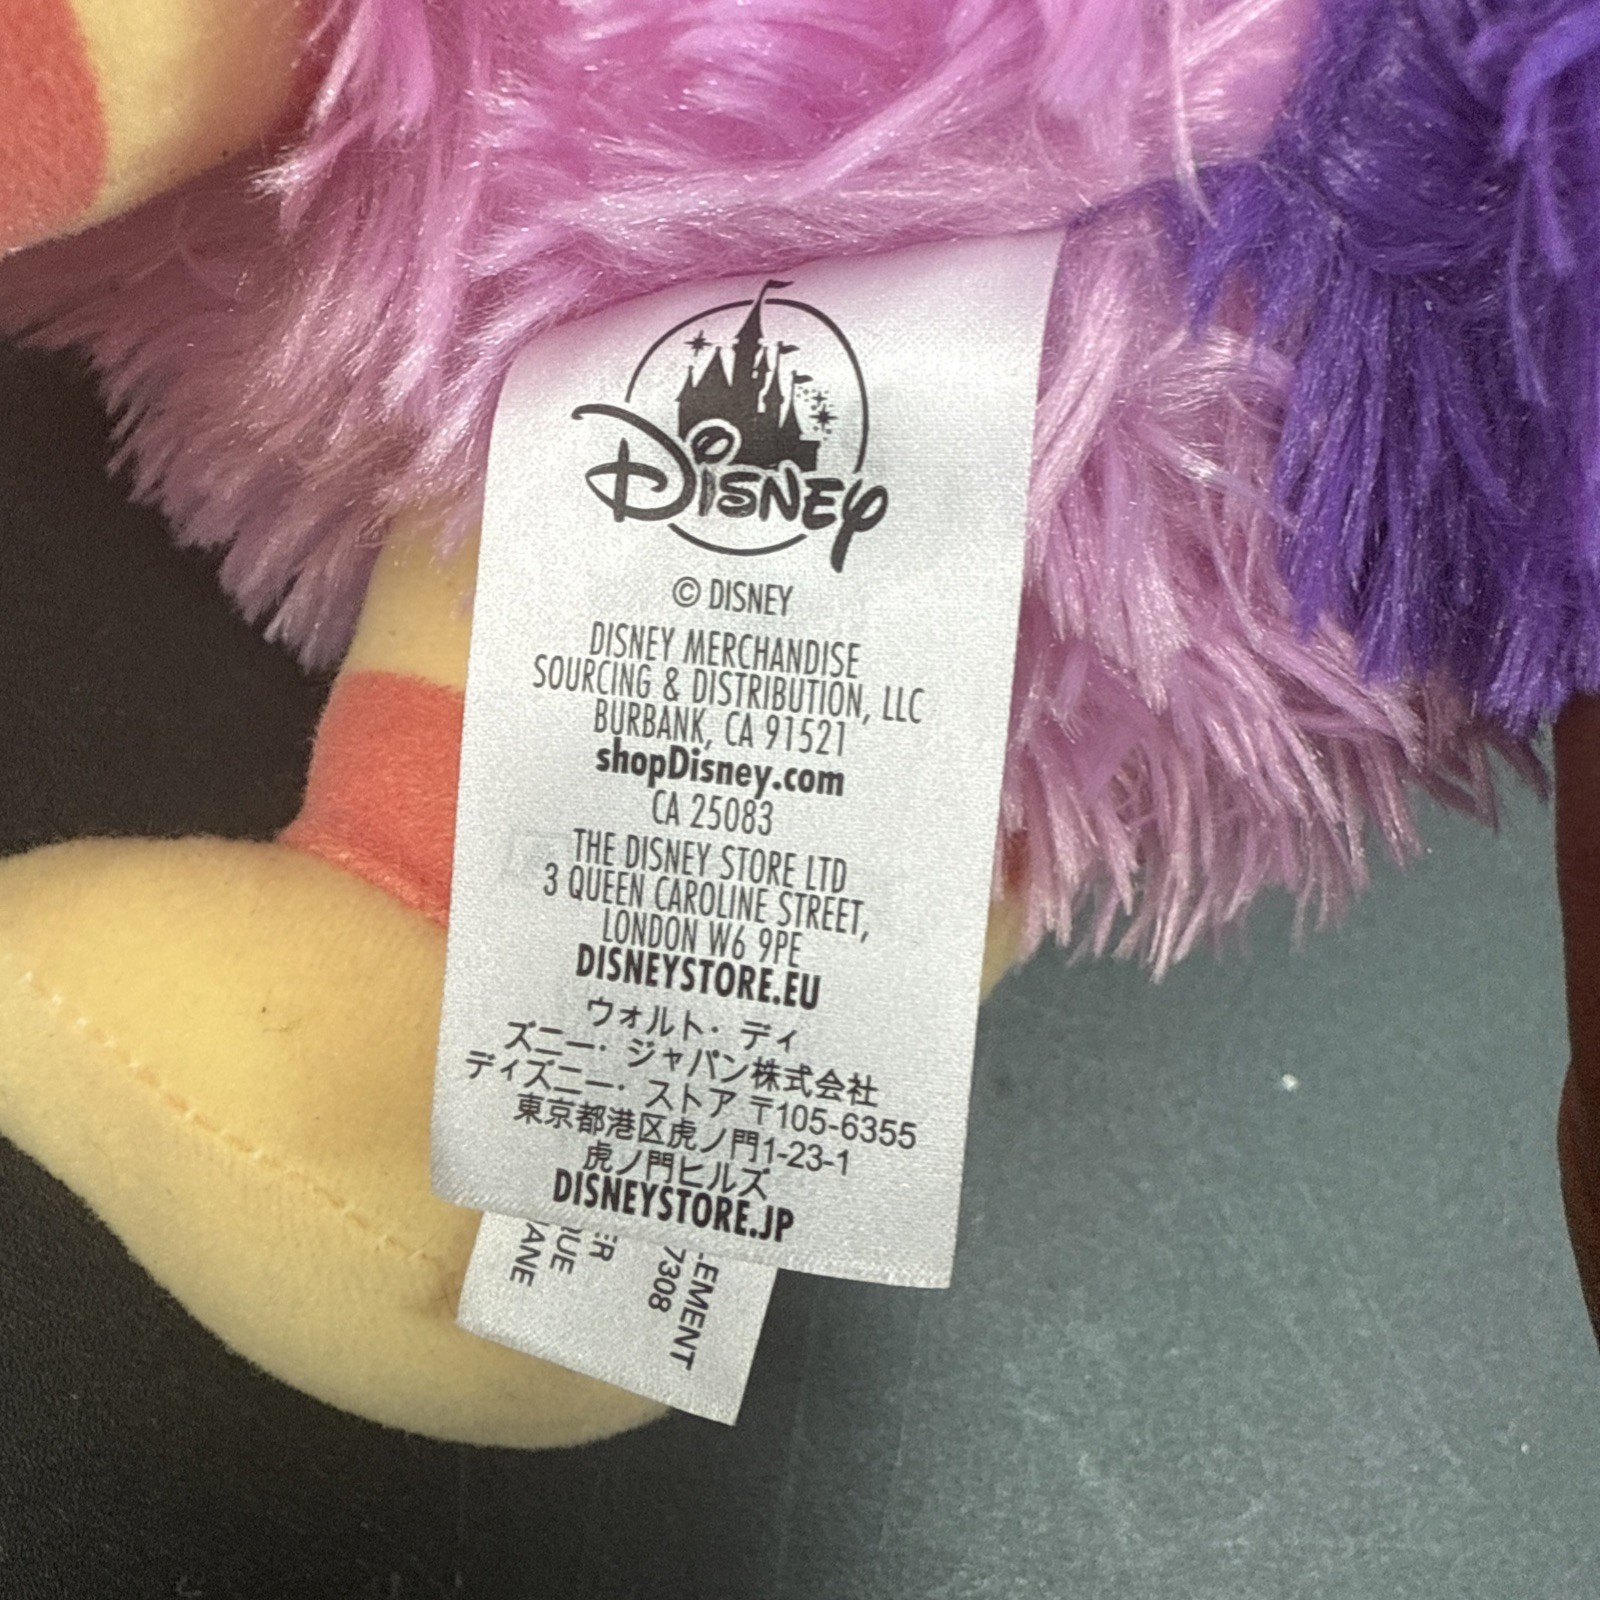 DISNEY
© DISNEY
DISNEY MERCHANDISE
SOURCING & DISTRIBUTION, LLC
BURBANK, CA 91521
shopDisney.com
CA 25083
THE DISNEY STORE LTD
3 QUEEN CAROLINE STREET,
LONDON W6 9PE
DISNEYSTORE.EU
ウォルト・ディ
ズニー・ジャパン株式会社
ディズニー・ストア 〒105-6355
東京都港区虎ノ門1-23-1
虎ノ門ヒルズ
DISNEYSTORE.JP
7308